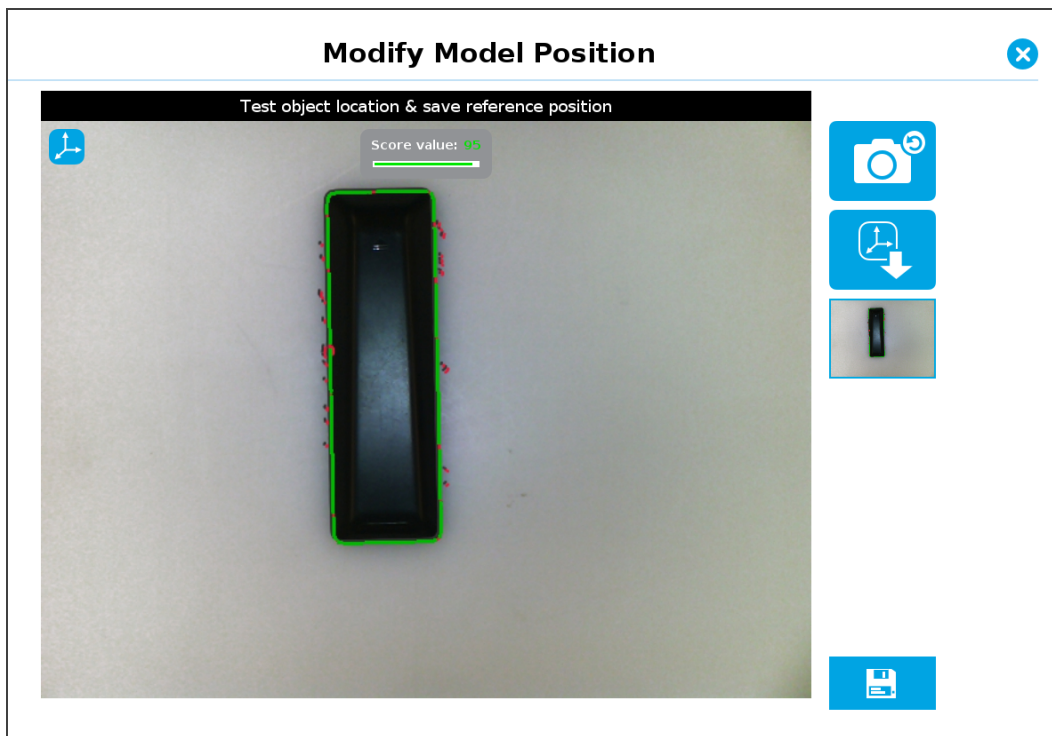 Modify Model Position
Test object location & save reference position
Score value: 95